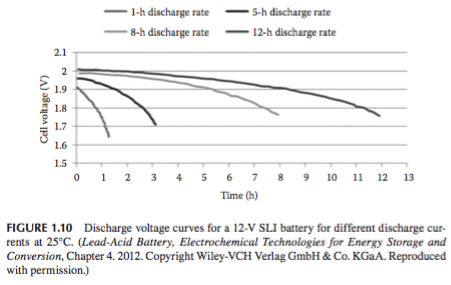 1-h discharge rate 5-h discharge rate
8-h discharge rate 12-h discharge rate
2.1
2
1.9
1.8
1.7
1.6
1.5
Cell voltage (V)
0 1 2 3 4 5 6 7 8 9 10 11 12 13
Time (h)
FIGURE 1.10 Discharge voltage curves for a 12-V SLI battery for different discharge cur-
rents at 25°C. (Lead-Acid Battery, Electrochemical Technologies for Energy Storage and
Conversion, Chapter 4. 2012. Copyright Wiley-VCH Verlag GmbH & Co. KGaA. Reproduced
with permission.)